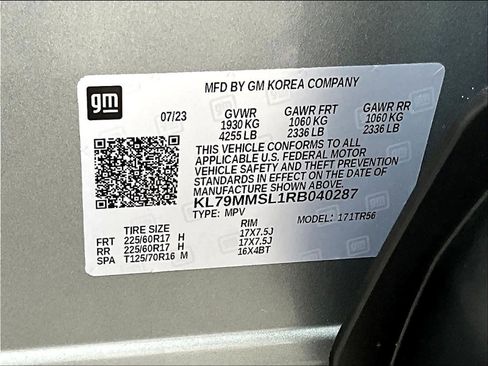 gm
MFD BY GM KOREA COMPANY
07/23 GVWR GAWR FRT GAWR RR
1930 KG 1060 KG 1060 KG
4255 LB 2336 LB 2336 LB
THIS VEHICLE CONFORMS TO ALL
APPLICABLE U.S. FEDERAL MOTOR
VEHICLE SAFETY AND THEFT PREVENTION
STANDARDS IN EFFECT ON THE DATE OF
MANUFACTURE SHOWN ABOVE.
KL79MMSL1RB040287
TYPE: MPV MODEL: 171TR56
TIRE SIZE RIM
FRT 225/60R17 H 17X7.5J
RR 225/60R17 H 17X7.5J
SPA T125/70R16 M 16X4BT